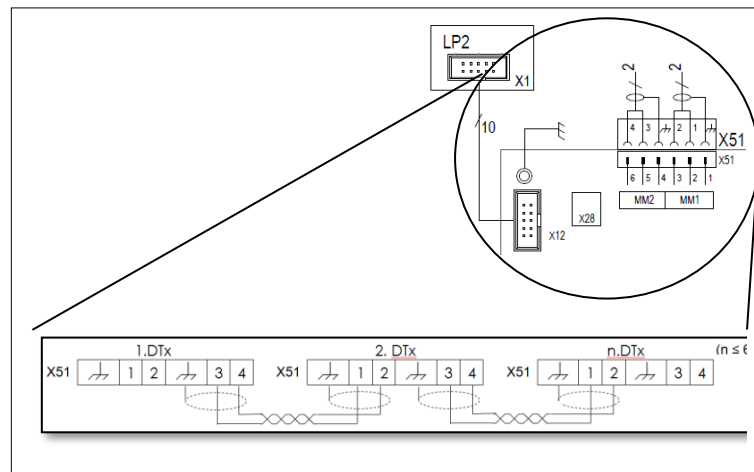 LP2
X1
10
2 2
4 3 2 1
X51
X51
6 5 4 3 2 1
MM2 MM1
X28
X12
1.DTx 2. DTx n.DTx (n ≤ 6
X51 1 2 3 4 X51 1 2 3 4 X51 1 2 3 4